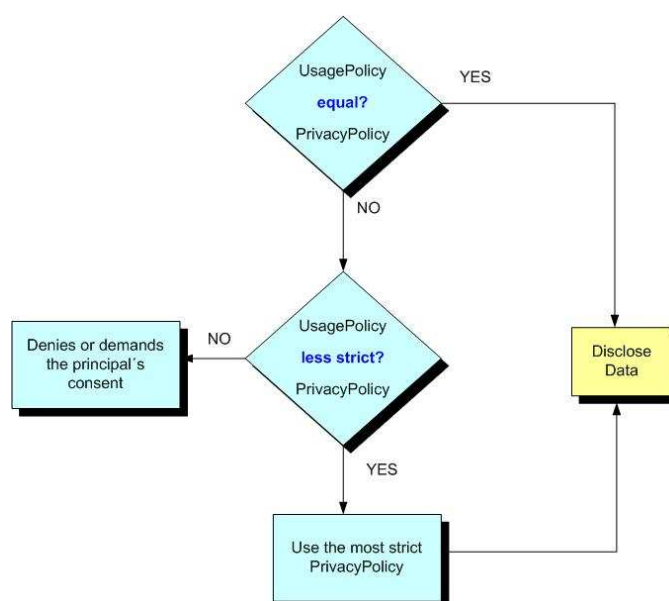 UsagePolicy
equal?
PrivacyPolicy
YES
NO
UsagePolicy
less strict?
PrivacyPolicy
NO
Denies or demands
the principal´s
consent
Disclose
Data
YES
Use the most strict
PrivacyPolicy